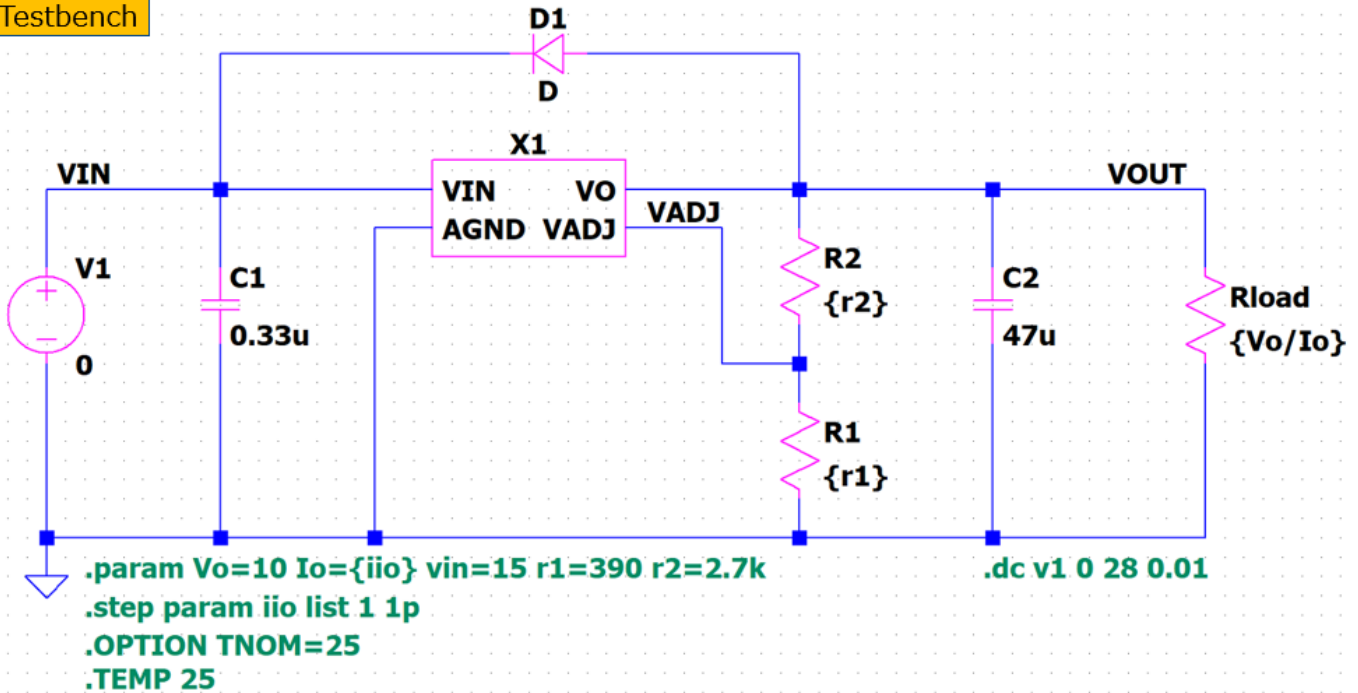 Testbench
D1
D
X1
VIN
VIN VO
AGND VADJ
VADJ
VOUT
V1
0
C1
0.33u
R2
{r2}
R1
{r1}
C2
47u
Rload
{Vo/Io}
.param Vo=10 Io={iio} vin=15 r1=390 r2=2.7k
.dc v1 0 28 0.01
.step param iio list 1 1p
.OPTION TNOM=25
.TEMP 25